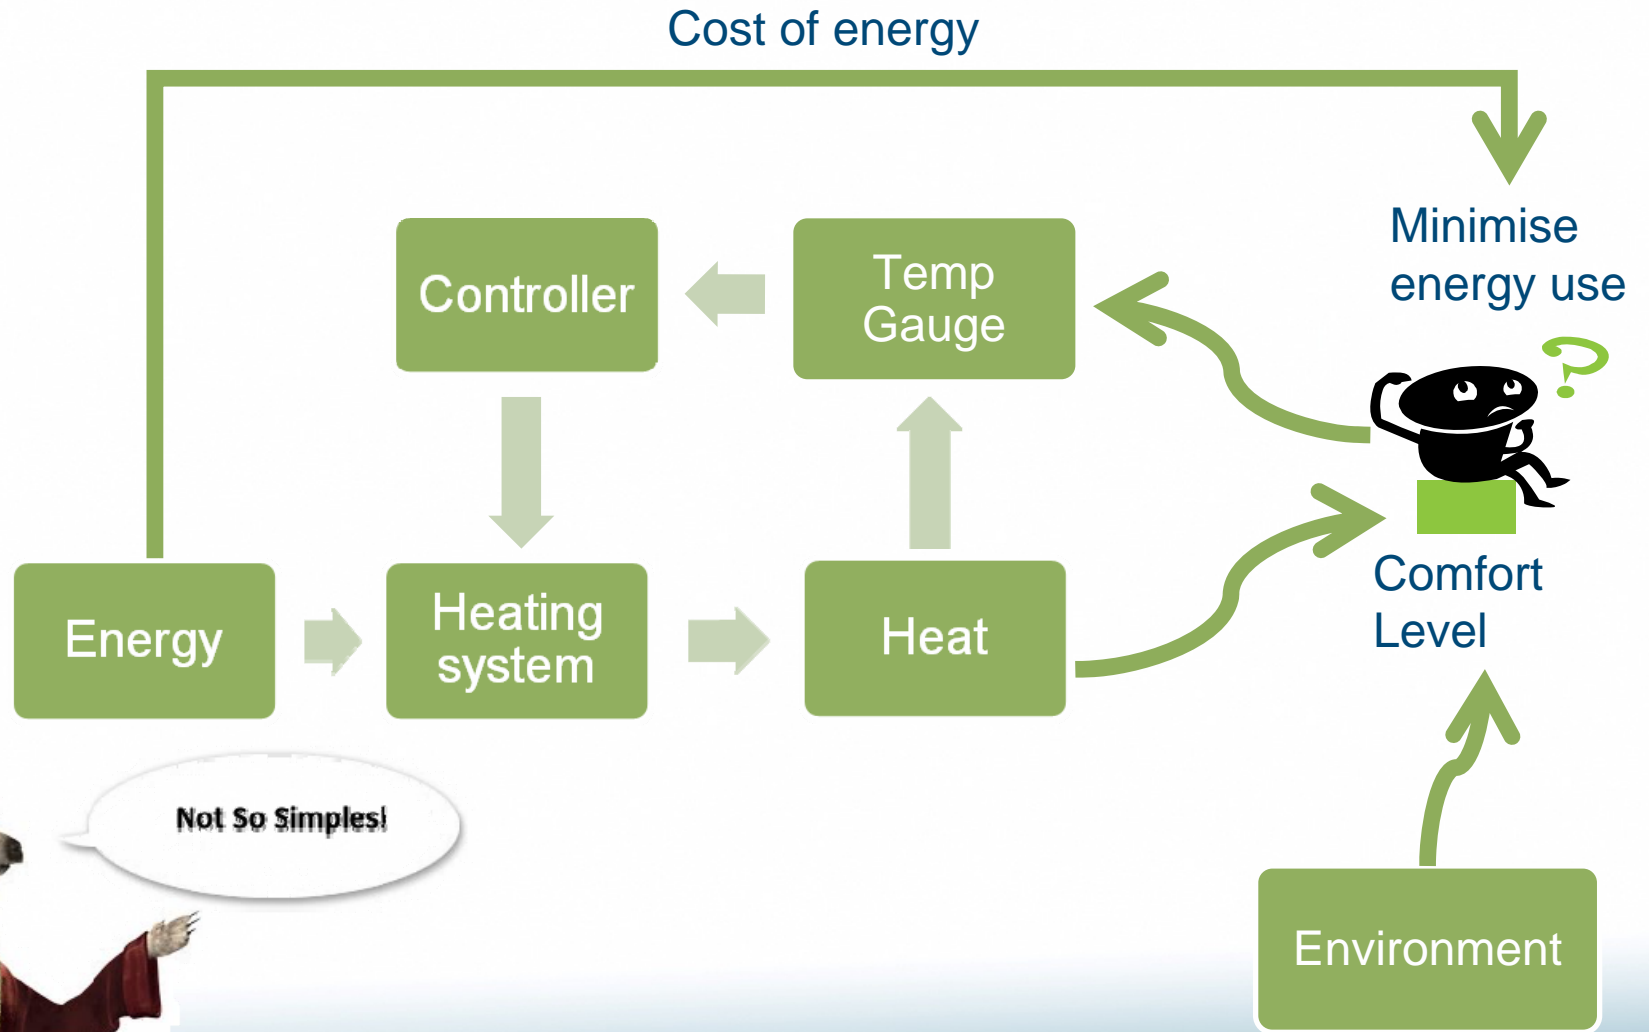 Cost of energy
Minimise
energy use
Controller
Temp
Gauge
Energy
Heating
system
Heat
Comfort
Level
Not So Simples!
Environment